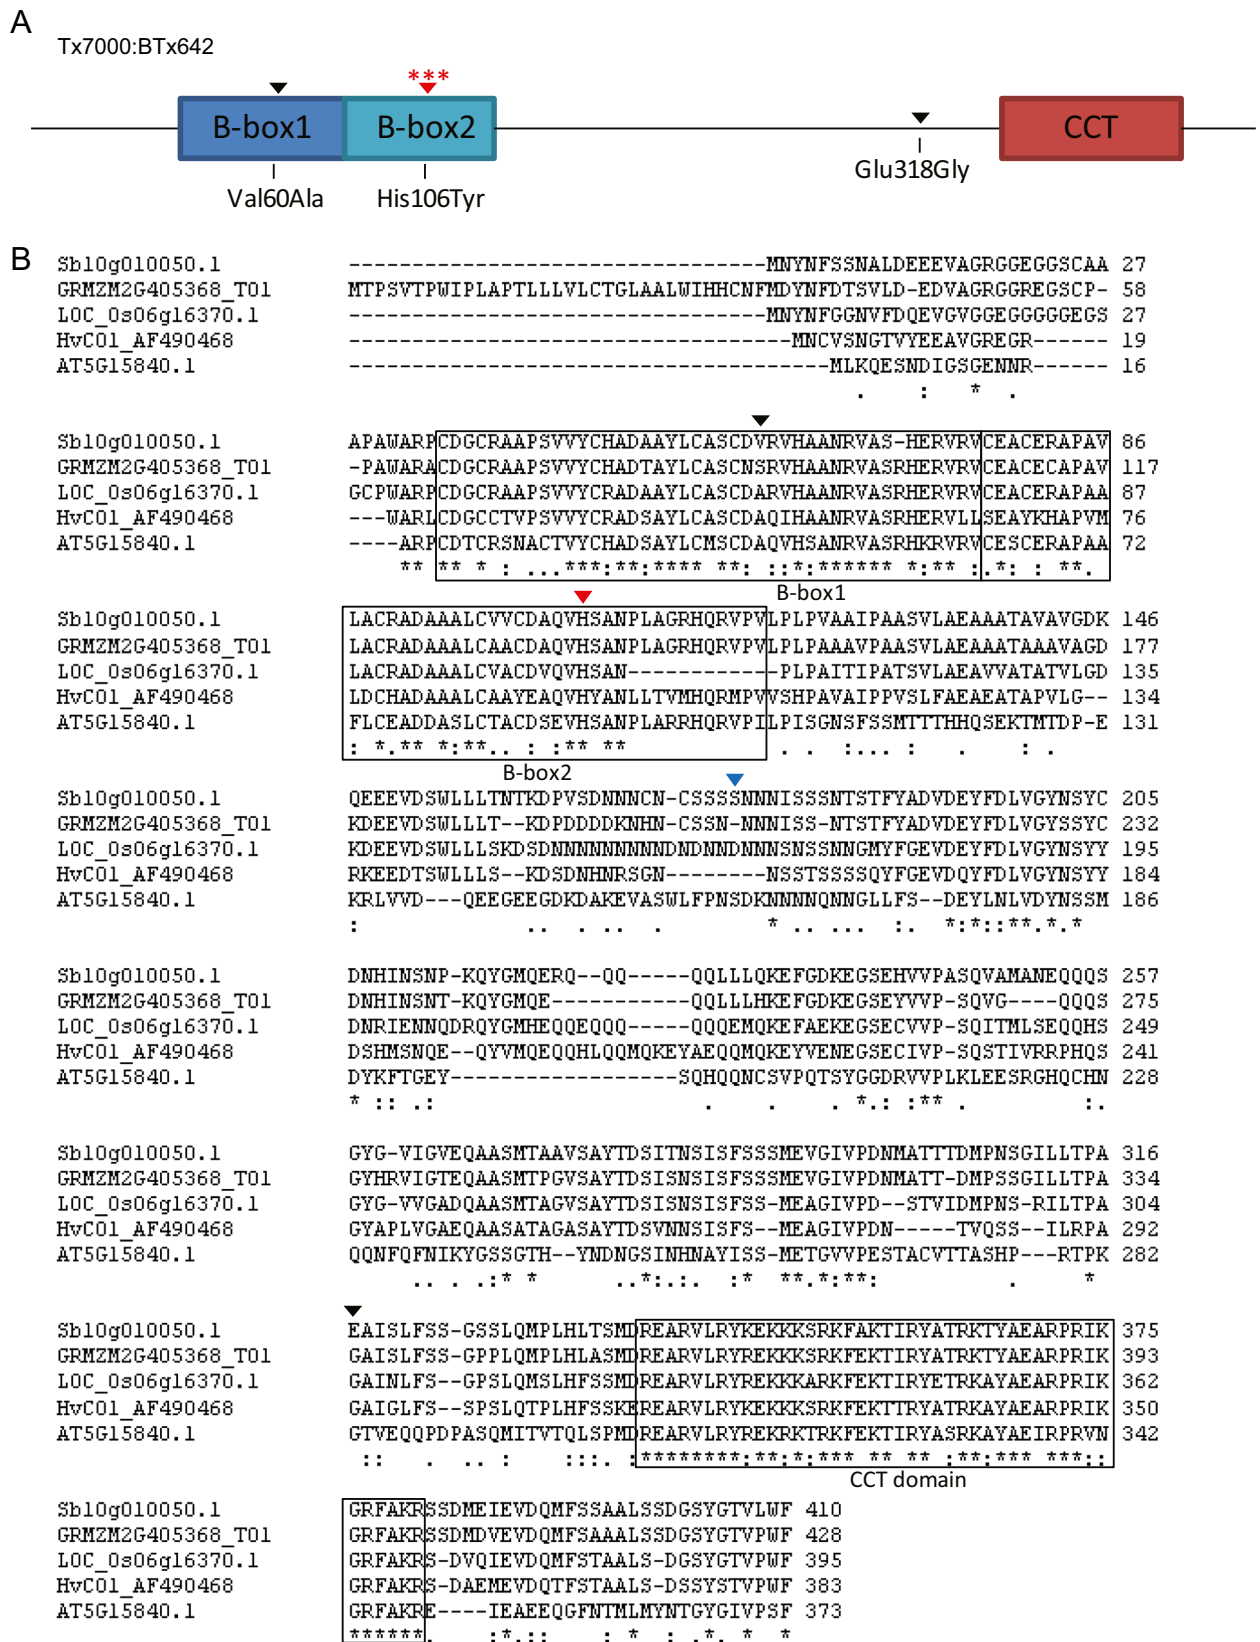 A
Tx7000:BTx642
***
B-box1 B-box2 CCT
Val60Ala His106Tyr Glu318Gly
B
Sb10g010050.1 ---------------------------------MNYNFSSNALDEEEVAGRGGEGGSCAA 27
GRMZM2G405368_T01 MTPSVTPWIPLAPTLLLVLCTGLAALWIHHCNFMDYNFDTSVLD-EDVAGRGGREGSCP- 58
LOC_Os06g16370.1 ---------------------------------MNYNFGGNVFDQEVGVGGEGGGGGEGS 27
HvCO1_AF490468 -----------------------------------MNCVSNGTVYEEAVGREGR------ 19
AT5G15840.1 --------------------------------------MLKQESNDIGSGENNR------ 16
. : * .
Sb10g010050.1 APAWARPCDGCRAAPSVVYCHADAAYLCASCDVRVHAANRVAS-HERVRVCEACERAPAV 86
GRMZM2G405368_T01 -PAWARACDGCRAAPSVVYCHADTAYLCASCNSRVHAANRVASRHERVRVCEACECAPAV 117
LOC_Os06g16370.1 GCPWARPCDGCRAAPSVVYCRADAAYLCASCDARVHAANRVASRHERVRVCEACERAPAA 87
HvCO1_AF490468 ---WARLCDGCCTVPSVVYCRADSAYLCASCDAQIHAANRVASRHERVLLSEAYKHAPVM 76
AT5G15840.1 ----ARPCDTCRSNACTVYCHADSAYLCMSCDAQVHSANRVASRHKRVRVCESCERAPAA 72
** ** * : ...***:**:**** ** ::*:****** *:** :.*: : **.
B-box1
Sb10g010050.1 LACRADAAALCVVCDAQVHSANPLAGRHQRVPVLPLPVAAIPAASVLAEAAATAVAVGDK 146
GRMZM2G405368_T01 LACRADAAALCAACDAQVHSANPLAGRHQRVPVLPLPAAAVPAASVLAEAAATAAAVAGD 177
LOC_Os06g16370.1 LACRADAAALCVACDVQVHSAN------------PLPAITIPATSVLAEAVVATATVLGD 135
HvCO1_AF490468 LDCHADAAALCAAYEAQVHYANLLTVMHQRMPVVSHPAVAIPPVSLFAEAEATAPVLG-- 134
AT5G15840.1 FLCEADDASLCTACDSEVHSANPLARRHQRVPILPISGNSFSSMTTTHHQSEKTMTDP-E 131
: *.** *:**.. : :** ** . . :... : . : .
B-box2
Sb10g010050.1 QEEEVDSWLLLTNTKDPVSDNNNCN-CSSSSNNNISSSNTSTFYADVDEYFDLVGYNSYC 205
GRMZM2G405368_T01 KDEEVDSWLLLT--KDPDDDDKNHN-CSSN-NNNISS-NTSTFYADVDEYFDLVGYSSYC 232
LOC_Os06g16370.1 KDEEVDSWLLLSKDSDNNNNNNNNNDNDNNDNNNSNSSNNGMYFGEVDEYFDLVGYNSYY 195
HvCO1_AF490468 RKEEDTSWLLLS--KDSDNHNRSGN--------NSSTSSSSQYFGEVDQYFDLVGYNSYY 184
AT5G15840.1 KRLVVD---QEEGEEGDKDAKEVASWLFPNSDKNNNNQNNGLLFS--DEYLNLVDYNSSM 186
: .. . .. . * .. ... :. *:*::**.*.*
Sb10g010050.1 DNHINSNP-KQYGMQERQ--QQ-----QQLLLQKEFGDKEGSEHVVPASQVAMANEQQQS 257
GRMZM2G405368_T01 DNHINSNT-KQYGMQE-----------QQLLLHKEFGDKEGSEYVVP-SQVG----QQQS 275
LOC_Os06g16370.1 DNRIENNQDRQYGMHEQQEQQQ-----QQQEMQKEFAEKEGSECVVP-SQITMLSEQQHS 249
HvCO1_AF490468 DSHMSNQE--QYVMQEQQHLQQMQKEYAEQQMQKEYVENEGSECIVP-SQSTIVRRPHQS 241
AT5G15840.1 DYKFTGEY------------------SQHQQNCSVPQTSYGGDRVVPLKLEESRGHQCHN 228
* :: .: . . . *.: :** . :.
Sb10g010050.1 GYG-VIGVEQAASMTAAVSAYTDSITNSISFSSSMEVGIVPDNMATTTDMPNSGILLTPA 316
GRMZM2G405368_T01 GYHRVIGTEQAASMTPGVSAYTDSISNSISFSSSMEVGIVPDNMATT-DMPSSGILLTPA 334
LOC_Os06g16370.1 GYG-VVGADQAASMTAGVSAYTDSISNSISFSS-MEAGIVPD--STVIDMPNS-RILTPA 304
HvCO1_AF490468 GYAPLVGAEQAASATAGASAYTDSVNNSISFS--MEAGIVPDN-----TVQSS--ILRPA 292
AT5G15840.1 QQNFQFNIKYGSSGTH--YNDNGSINHNAYISS-METGVVPESTACVTTASHP---RTPK 282
.. . .:* * ..*:.:. :* **.*:**: . *
Sb10g010050.1 EAISLFSS-GSSLQMPLHLTSMDREARVLRYKEKKKSRKFAKTIRYATRKTYAEARPRIK 375
GRMZM2G405368_T01 GAISLFSS-GPPLQMPLHLASMDREARVLRYREKKKSRKFEKTIRYATRKTYAEARPRIK 393
LOC_Os06g16370.1 GAINLFS--GPSLQMSLHFSSMDREARVLRYREKKKARKFEKTIRYETRKAYAEARPRIK 362
HvCO1_AF490468 GAIGLFS--SPSLQTPLHFSSKEREARVLRYKEKKKSRKFEKTTRYATRKAYAEARPRIK 350
AT5G15840.1 GTVEQQPDPASQMITVTQLSPMDREARVLRYREKRKTRKFEKTIRYASRKAYAEIRPRVN 342
:: . .. : :::. :********:**:*:*** ** ** :**:*** ***::
CCT domain
Sb10g010050.1 GRFAKRSSDMEIEVDQMFSSAALSSDGSYGTVLWF 410
GRMZM2G405368_T01 GRFAKRSSDMDVEVDQMFSAAALSSDGSYGTVPWF 428
LOC_Os06g16370.1 GRFAKRS-DVQIEVDQMFSTAALS-DGSYGTVPWF 395
HvCO1_AF490468 GRFAKRS-DAEMEVDQTFSTAALS-DSSYSTVPWF 383
AT5G15840.1 GRFAKRE----IEAEEQGFNTMLMYNTGYGIVPSF 373
******. :*.:: : * : .*. * *